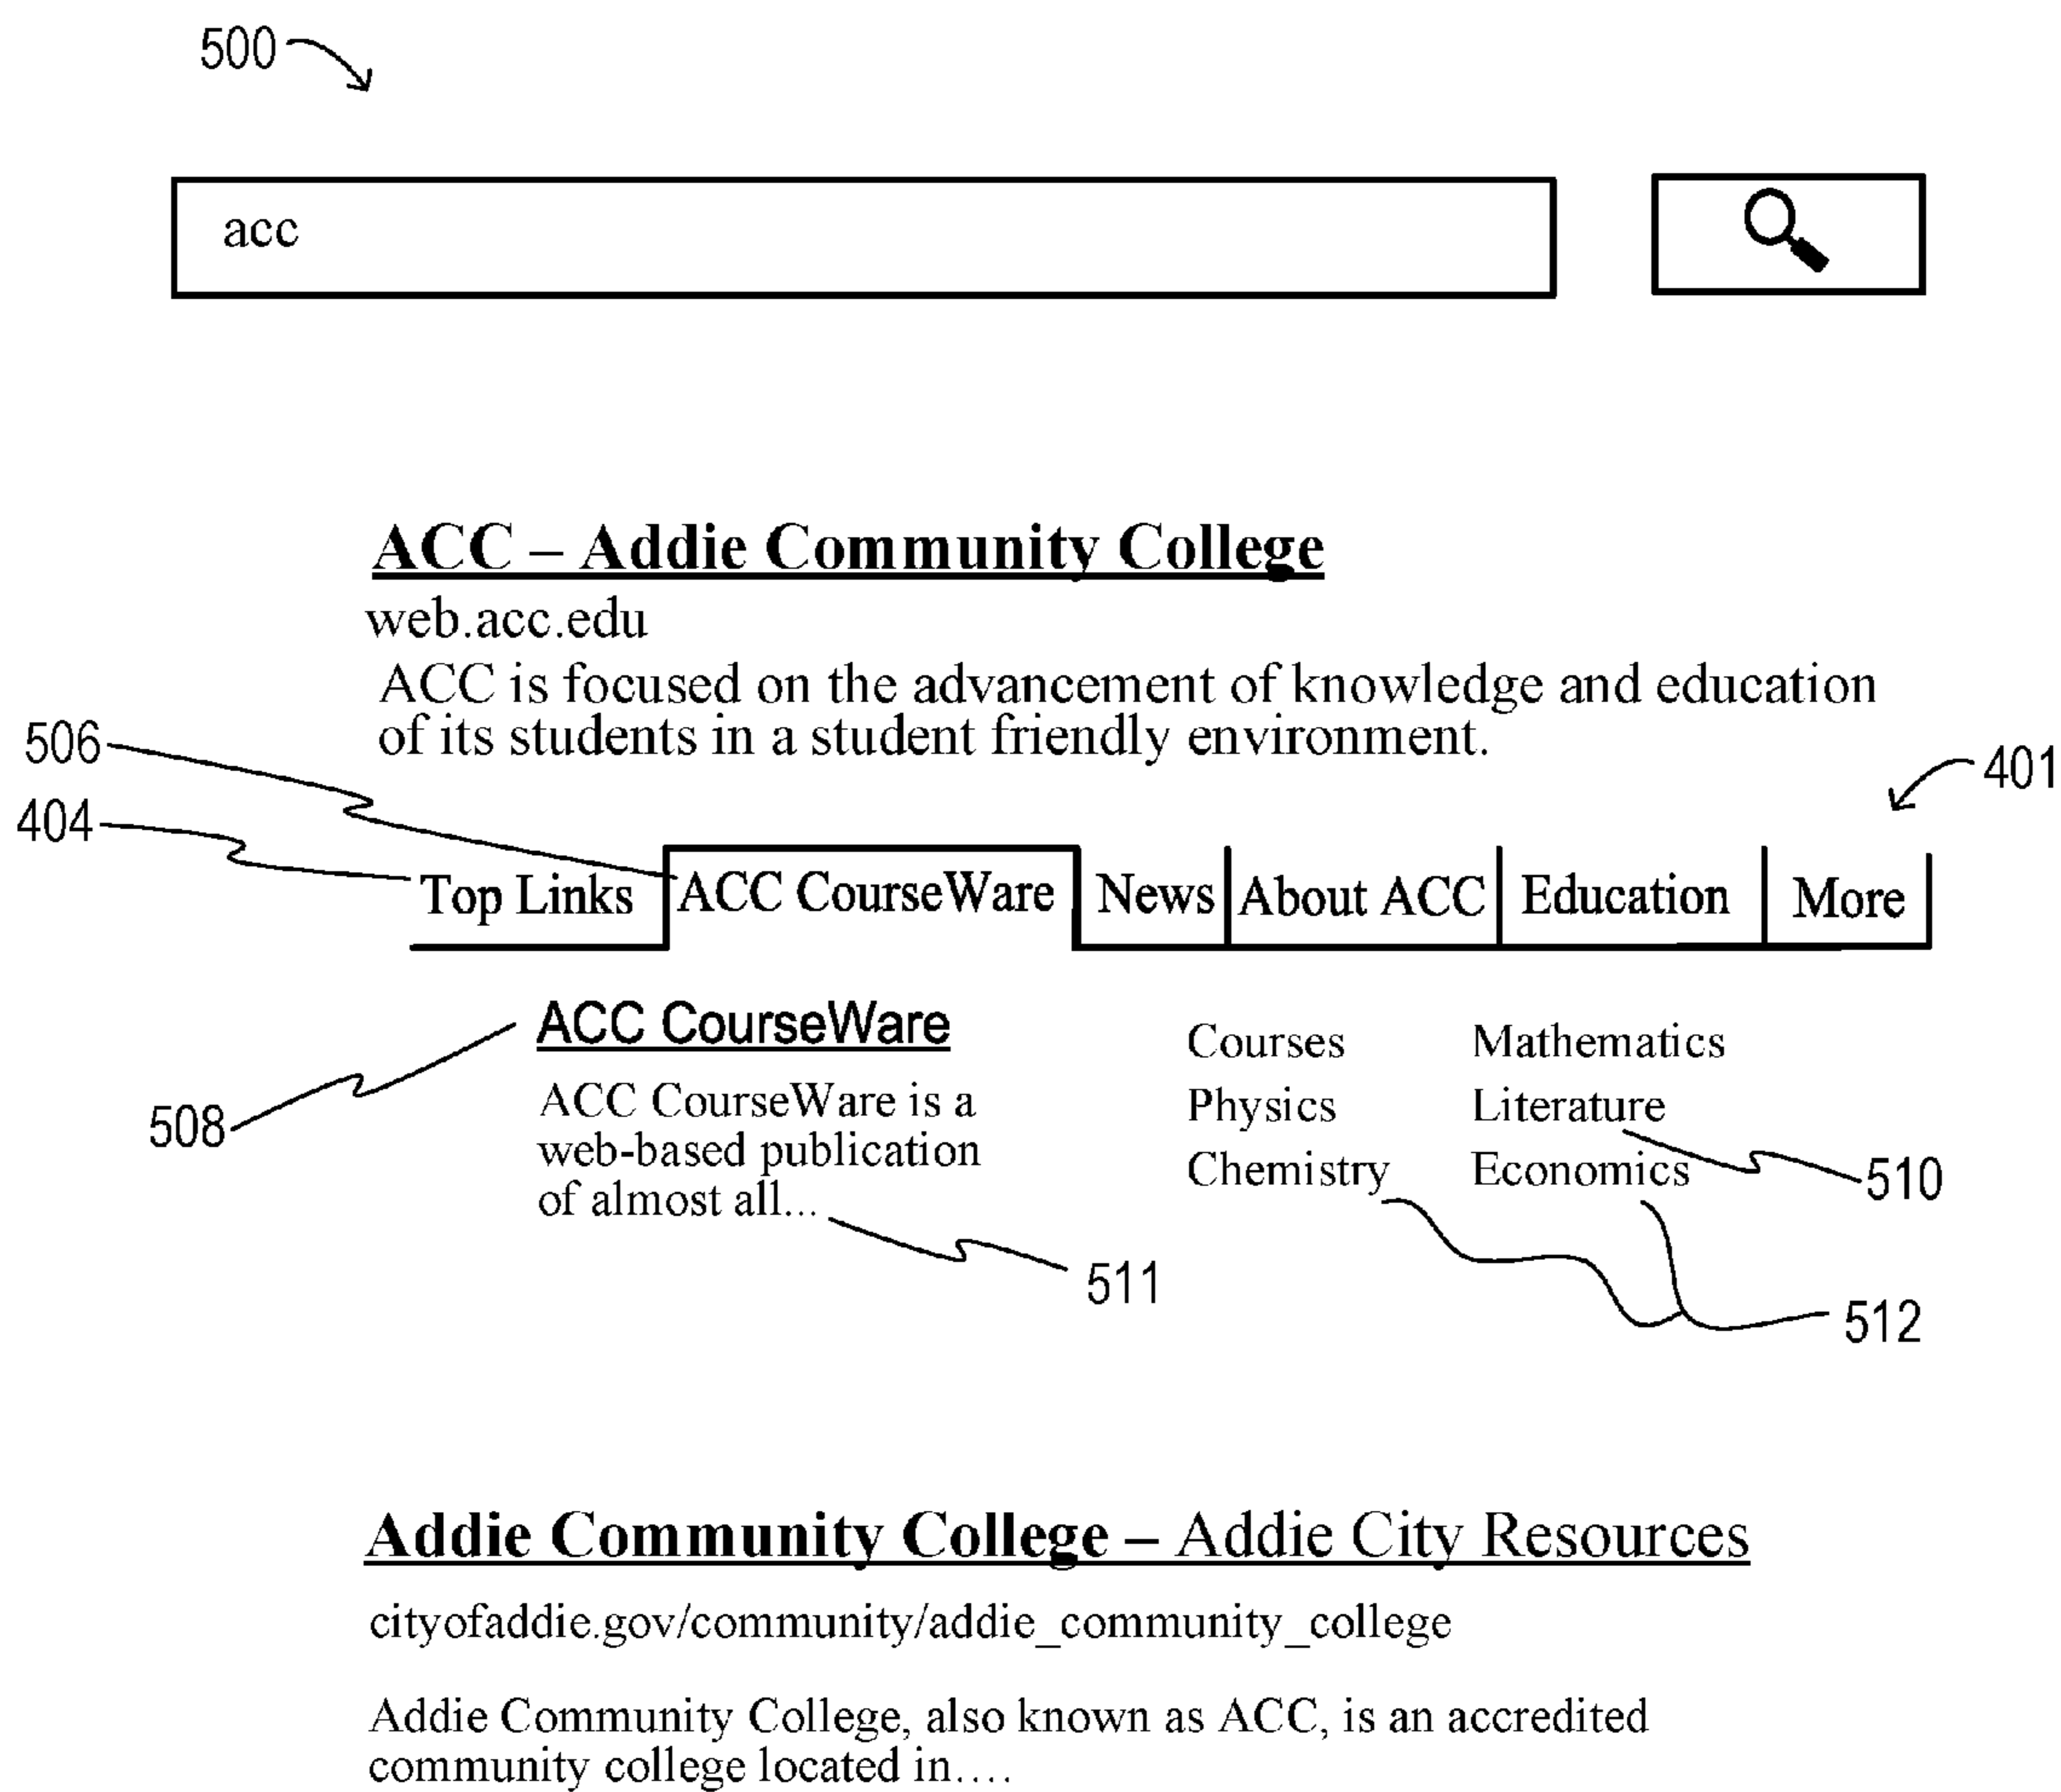 500
acc
ACC – Addie Community College
web.acc.edu
ACC is focused on the advancement of knowledge and education
of its students in a student friendly environment.
506
401
404
Top Links ACC CourseWare News About ACC Education More
508
ACC CourseWare
ACC CourseWare is a
web-based publication
of almost all...
511
Courses Mathematics
Physics Literature
Chemistry Economics
510
512
Addie Community College – Addie City Resources
cityofaddie.gov/community/addie_community_college
Addie Community College, also known as ACC, is an accredited
community college located in....